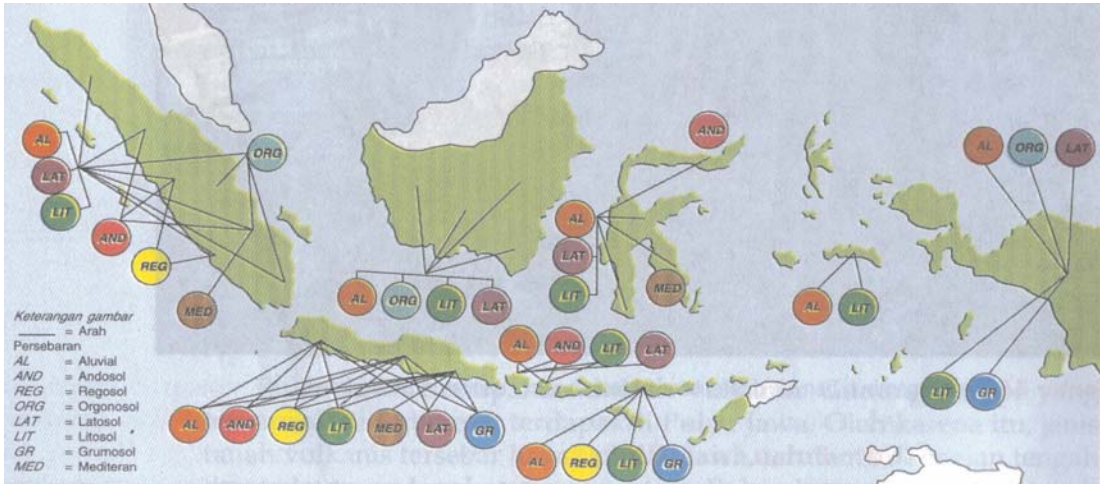 AL
LAT
LIT
AND
REG
MED
ORG
AL
ORG
LIT
LAT
AND
AL
LAT
LIT
MED
AL
LIT
AL
ORG
LAT
LIT
GR
AL
AND
LIT
LAT
AL
AND
REG
LIT
MED
LAT
GR
AL
REG
LIT
GR
Keterangan gambar
= Arah
Persebaran
AL = Aluvial
AND = Andosol
REG = Regosol
ORG = Orgonosol
LAT = Latosol
LIT = Litosol
GR = Grumosol
MED = Mediteran